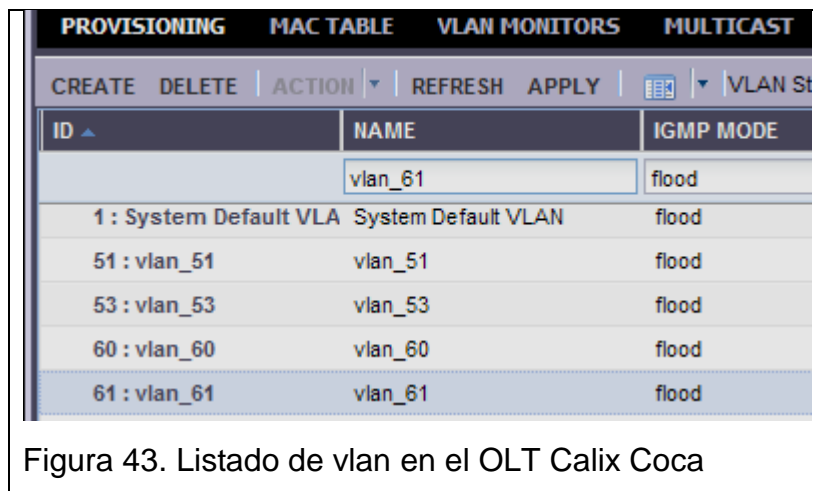 PROVISIONING MAC TABLE VLAN MONITORS MULTICAST
CREATE DELETE ACTION REFRESH APPLY VLAN St
ID NAME IGMP MODE
vlan_61 flood
1 : System Default VLA System Default VLAN flood
51 : vlan_51 vlan_51 flood
53 : vlan_53 vlan_53 flood
60 : vlan_60 vlan_60 flood
61 : vlan_61 vlan_61 flood
Figura 43. Listado de vlan en el OLT Calix Coca